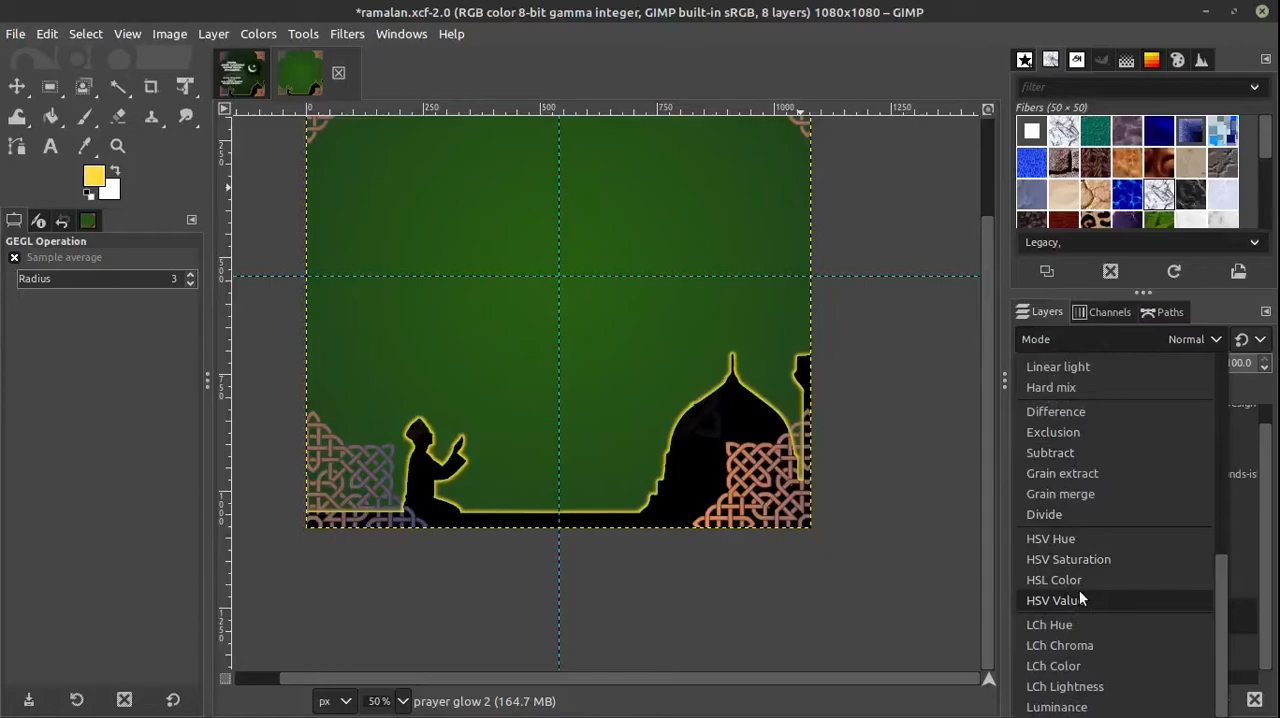 *ramalan.xcf-2.0 (RGB color 8-bit gamma integer, GIMP built-in sRGB, 8 layers) 1080x1080 – GIMP
File Edit Select View Image Layer Colors Tools Filters Windows Help
filter
0 250 500 750 1000 1250
Fibers (50 × 50)
GEGL Operation
Sample average
Radius 3
Legacy,
Layers Channels Paths
Mode Normal
100.0
Linear light
Hard mix
Difference
Exclusion
Subtract
Grain extract
Grain merge
Divide
HSV Hue
HSV Saturation
HSL Color
HSV Value
LCh Hue
LCh Chroma
LCh Color
LCh Lightness
Luminance
px 50% prayer glow 2 (164.7 MB)